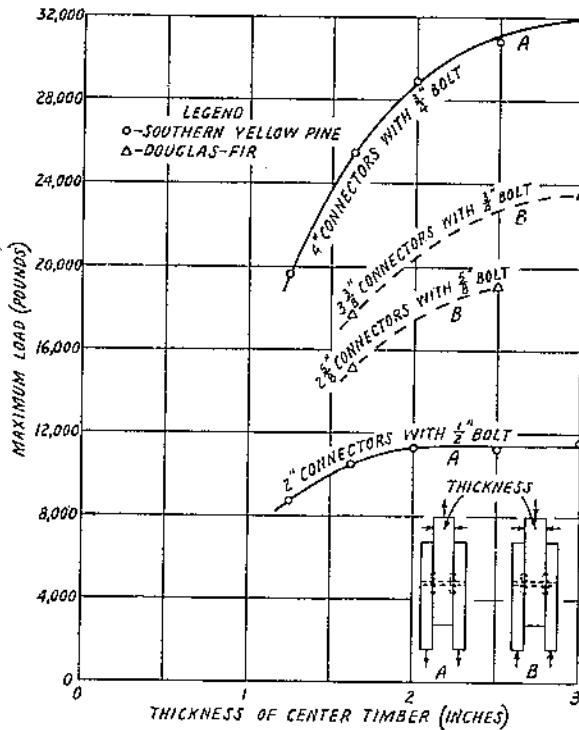 32,000
28,000
24,000
20,000
16,000
12,000
8,000
4,000
0
MAXIMUM LOAD (POUNDS)
LEGEND
o-SOUTHERN YELLOW PINE
△-DOUGLAS-FIR
4" CONNECTORS WITH 3/4" BOLT
A
3 3/8" CONNECTORS WITH 3/4" BOLT
B
2 5/8" CONNECTORS WITH 5/8" BOLT
B
2" CONNECTORS WITH 1/2" BOLT
A
THICKNESS
A
B
0
1
2
3
THICKNESS OF CENTER TIMBER (INCHES)